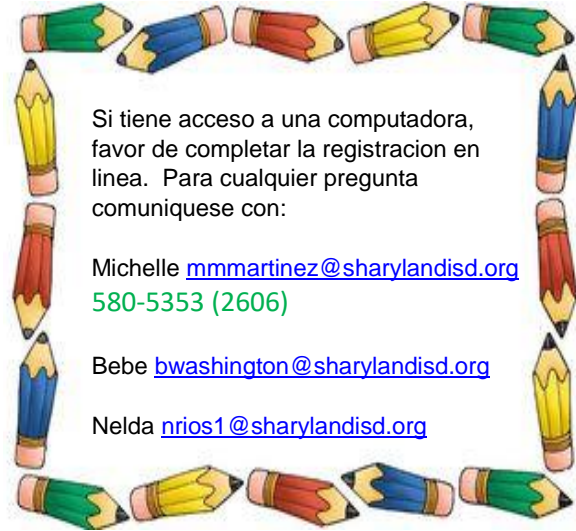 Si tiene acceso a una computadora,
favor de completar la registracion en
linea.  Para cualquier pregunta
comuniquese con:
Michelle mmmartinez@sharylandisd.org
580-5353 (2606)
Bebe bwashington@sharylandisd.org
Nelda nrios1@sharylandisd.org